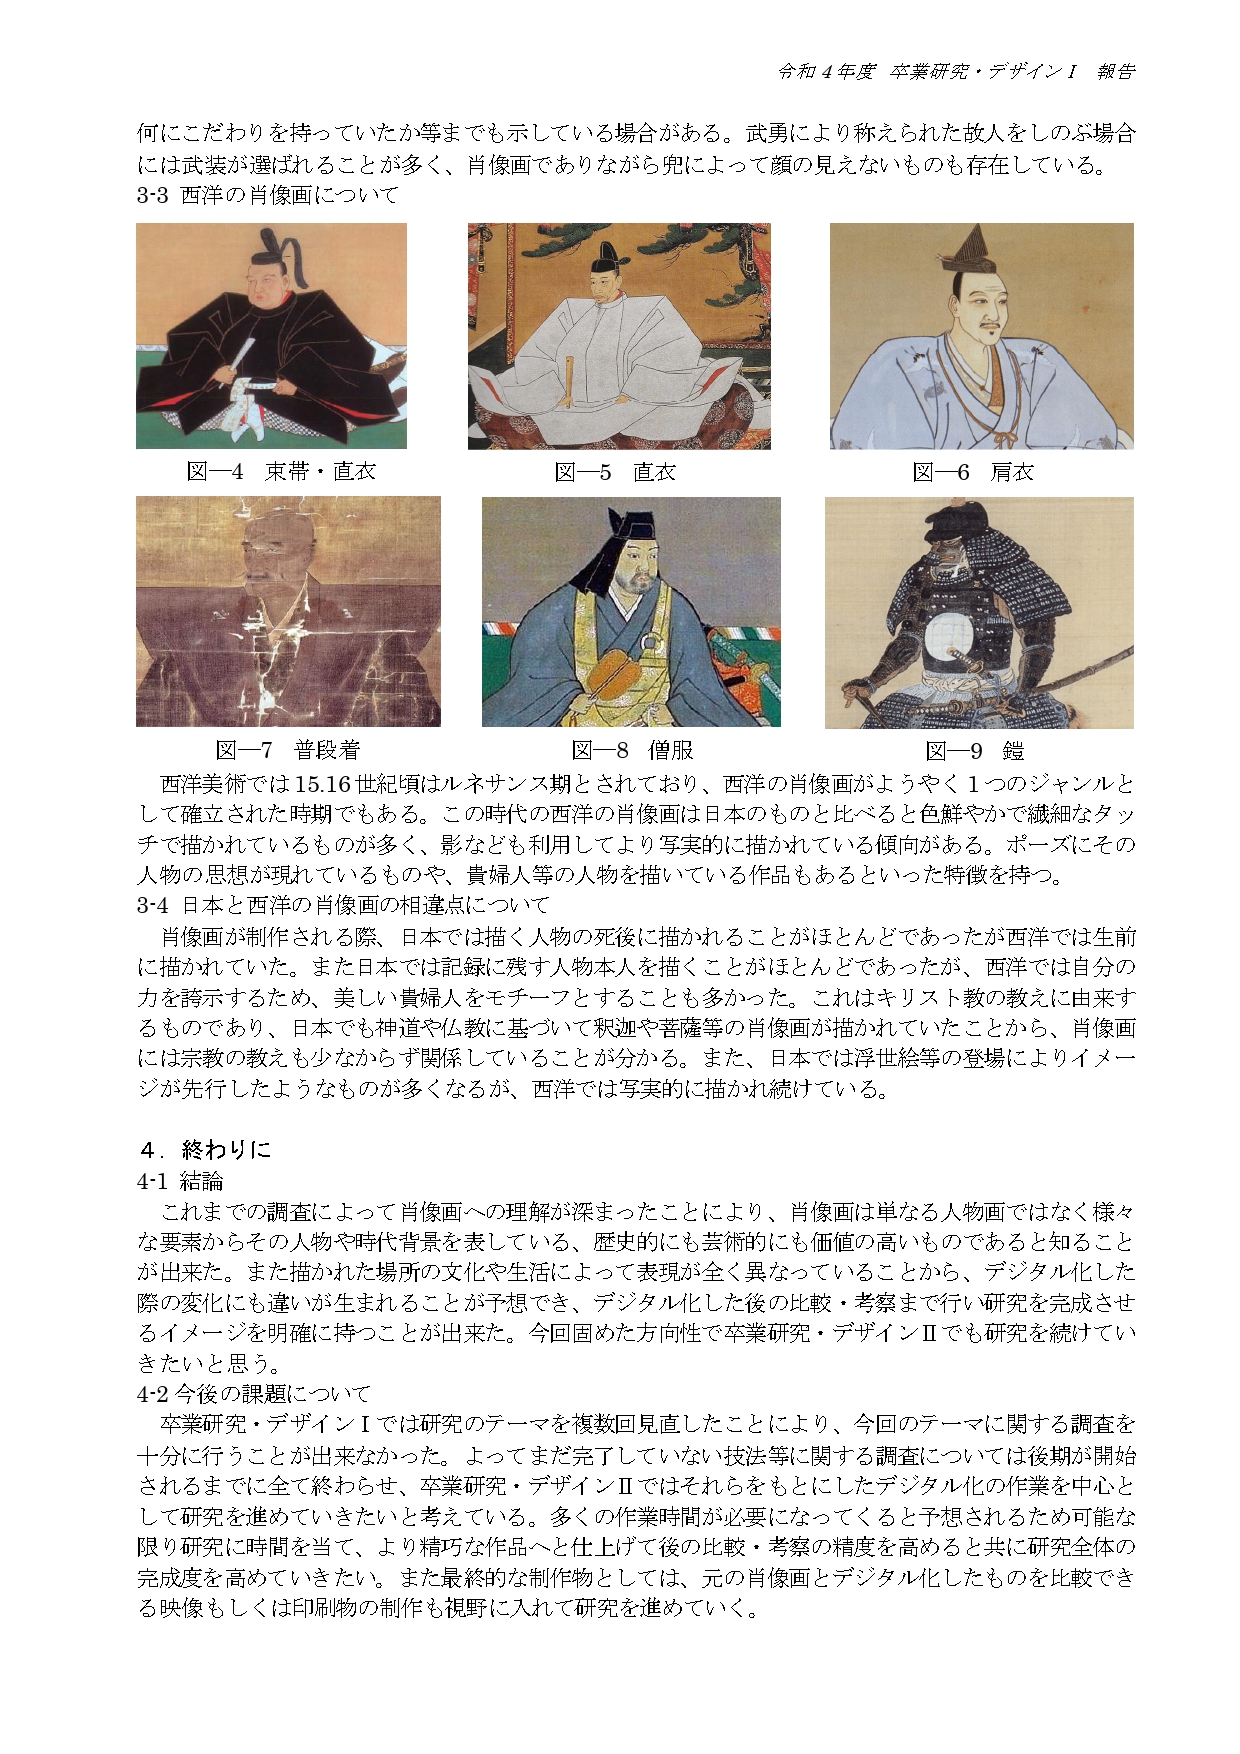 令和 4 年度 卒業研究・デザインⅠ 報告
何にこだわりを持っていたか等までも示している場合がある。武勇により称えられた故人をしのぶ場合
には武装が選ばれることが多く、肖像画でありながら兜によって顔の見えないものも存在している。
3-3 西洋の肖像画について
図―4 束帯・直衣
図―5 直衣
図―6 肩衣
図―7 普段着
図―8 僧服
図―9 鎧
西洋美術では 15.16 世紀頃はルネサンス期とされており、西洋の肖像画がようやく 1 つのジャンルと
して確立された時期でもある。この時代の西洋の肖像画は日本のものと比べると色鮮やかで繊細なタッ
チで描かれているものが多く、影なども利用してより写実的に描かれている傾向がある。ポーズにその
人物の思想が現れているものや、貴婦人等の人物を描いている作品もあるといった特徴を持つ。
3-4 日本と西洋の肖像画の相違点について
肖像画が制作される際、日本では描く人物の死後に描かれることがほとんどであったが西洋では生前
に描かれていた。また日本では記録に残す人物本人を描くことがほとんどであったが、西洋では自分の
力を誇示するため、美しい貴婦人をモチーフとすることも多かった。これはキリスト教の教えに由来す
るものであり、日本でも神道や仏教に基づいて釈迦や菩薩等の肖像画が描かれていたことから、肖像画
には宗教の教えも少なからず関係していることが分かる。また、日本では浮世絵等の登場によりイメー
ジが先行したようなものが多くなるが、西洋では写実的に描かれ続けている。
４．終わりに
4-1 結論
これまでの調査によって肖像画への理解が深まったことにより、肖像画は単なる人物画ではなく様々
な要素からその人物や時代背景を表している、歴史的にも芸術的にも価値の高いものであると知ること
が出来た。また描かれた場所の文化や生活によって表現が全く異なっていることから、デジタル化した
際の変化にも違いが生まれることが予想でき、デジタル化した後の比較・考察まで行い研究を完成させ
るイメージを明確に持つことが出来た。今回固めた方向性で卒業研究・デザインⅡでも研究を続けてい
きたいと思う。
4-2 今後の課題について
卒業研究・デザインⅠでは研究のテーマを複数回見直したことにより、今回のテーマに関する調査を
十分に行うことが出来なかった。よってまだ完了していない技法等に関する調査については後期が開始
されるまでに全て終わらせ、卒業研究・デザインⅡではそれらをもとにしたデジタル化の作業を中心と
して研究を進めていきたいと考えている。多くの作業時間が必要になってくると予想されるため可能な
限り研究に時間を当て、より精巧な作品へと仕上げて後の比較・考察の精度を高めると共に研究全体の
完成度を高めていきたい。また最終的な制作物としては、元の肖像画とデジタル化したものを比較でき
る映像もしくは印刷物の制作も視野に入れて研究を進めていく。